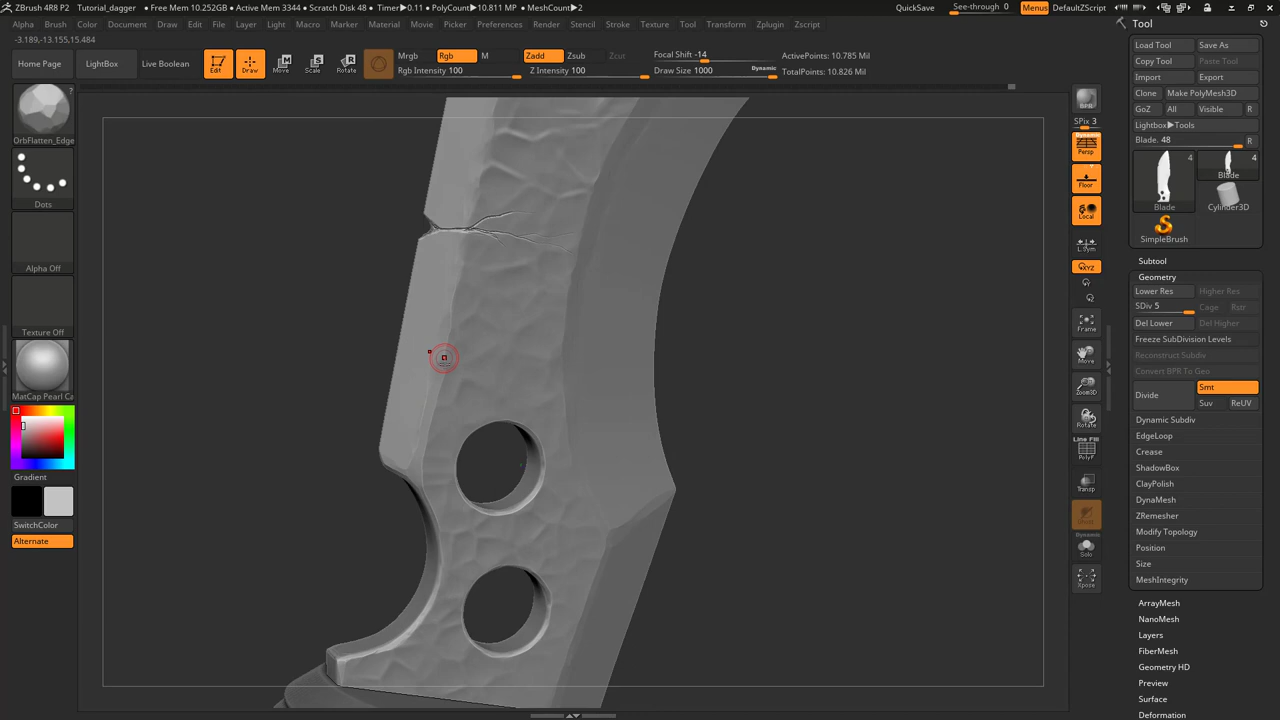 ZBrush 4R8 P2 Tutorial_dagger • Free Mem 10.252GB • Active Mem 3344 • Scratch Disk 48 • Timer▶0.11 • PolyCount▶10.811 MP • MeshCount▶2 QuickSave See-through 0 Menus DefaultZScript
Alpha Brush Color Document Draw Edit File Layer Light Macro Marker Material Movie Picker Preferences Render Stencil Stroke Texture Tool Transform Zplugin Zscript
-3.189,-13.155,15.484
Home Page LightBox Live Boolean Edit Draw Move Scale Rotate
Mrgb Rgb M Zadd Zsub Zcut Focal Shift -14 ActivePoints: 10.785 Mil
Rgb Intensity 100 Z Intensity 100 Draw Size 1000 Dynamic TotalPoints: 10.826 Mil
OrbFlatten_Edge
Dots
Alpha Off
Texture Off
MatCap Pearl Ca
Gradient
SwitchColor
Alternate
BPR
SPix 3
Dynamic
Persp
Floor
Local
L.Sym
XYZ
Frame
Move
Zoom3D
Rotate
Line Fill
PolyF
Transp
Ghost
Dynamic
Solo
Xpose
Tool
Load Tool Save As
Copy Tool Paste Tool
Import Export
Clone Make PolyMesh3D
GoZ All Visible R
Lightbox▶Tools
Blade. 48 R
4 4
Blade
Blade Cylinder3D
SimpleBrush
Subtool
Geometry
Lower Res Higher Res
SDiv 5 Cage Rstr
Del Lower Del Higher
Freeze SubDivision Levels
Reconstruct Subdiv
Convert BPR To Geo
Divide Smt
Suv ReUV
Dynamic Subdiv
EdgeLoop
Crease
ShadowBox
ClayPolish
DynaMesh
ZRemesher
Modify Topology
Position
Size
MeshIntegrity
ArrayMesh
NanoMesh
Layers
FiberMesh
Geometry HD
Preview
Surface
Deformation